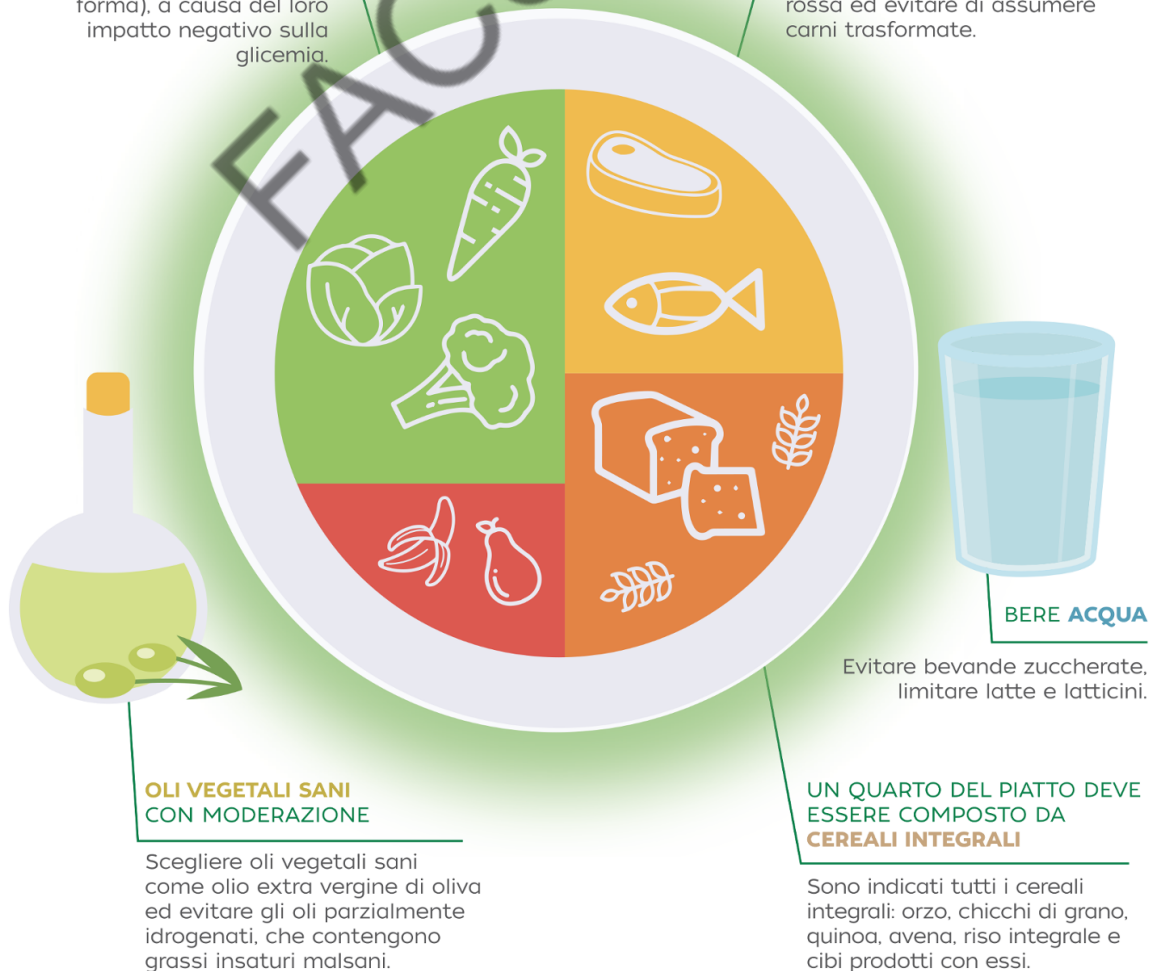 forma), a causa del loro
impatto negativo sulla
glicemia.
rossa ed evitare di assumere
carni trasformate.
BERE ACQUA
Evitare bevande zuccherate,
limitare latte e latticini.
OLI VEGETALI SANI
CON MODERAZIONE
Scegliere oli vegetali sani
come olio extra vergine di oliva
ed evitare gli oli parzialmente
idrogenati, che contengono
grassi insaturi malsani.
UN QUARTO DEL PIATTO DEVE
ESSERE COMPOSTO DA
CEREALI INTEGRALI
Sono indicati tutti i cereali
integrali: orzo, chicchi di grano,
quinoa, avena, riso integrale e
cibi prodotti con essi.